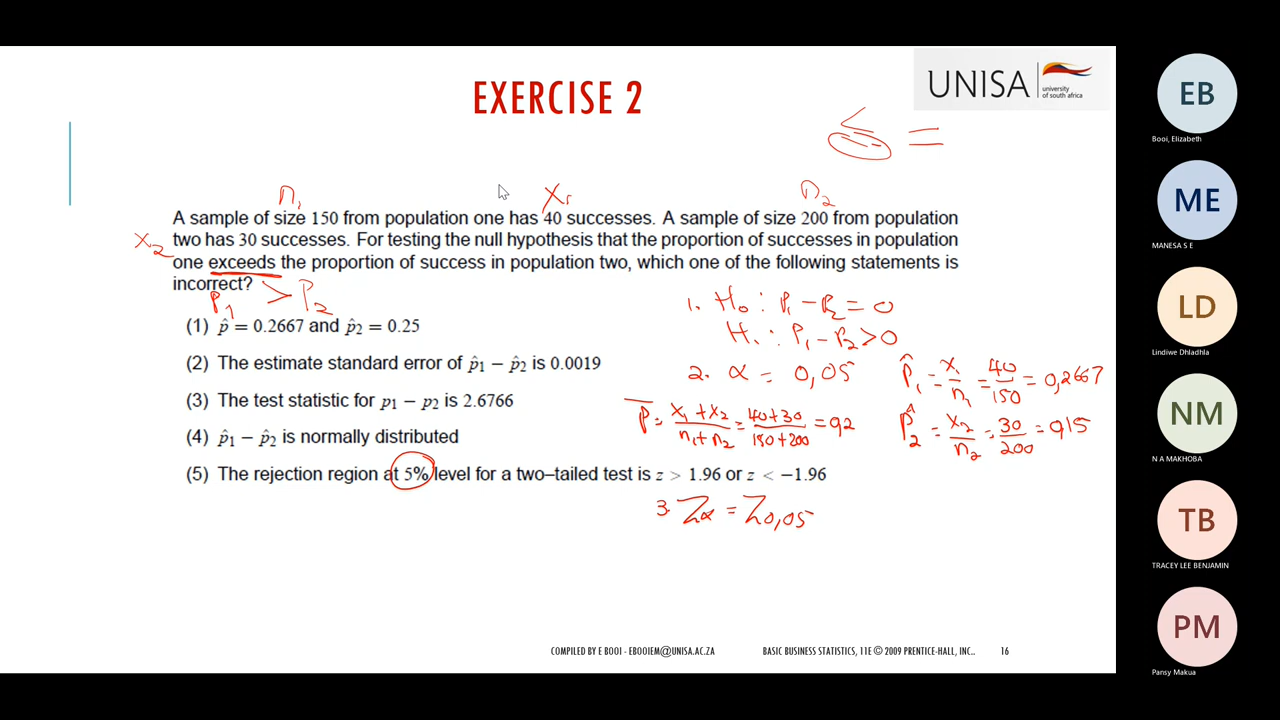 EXERCISE 2
UNISA
university
of south africa
< =
n1 x1 n2
A sample of size 150 from population one has 40 successes. A sample of size 200 from population
x2 two has 30 successes. For testing the null hypothesis that the proportion of successes in population
one exceeds the proportion of success in population two, which one of the following statements is
incorrect?
P1 > P2
(1) p̂ = 0.2667 and p̂2 = 0.25
(2) The estimate standard error of p̂1 − p̂2 is 0.0019
(3) The test statistic for p1 − p2 is 2.6766
(4) p̂1 − p̂2 is normally distributed
(5) The rejection region at 5% level for a two–tailed test is z > 1.96 or z < −1.96
1. H0 : P1 − P2 = 0
H1 : P1 − P2 > 0
2. α = 0,05
P̂1 = x1/n1 = 40/150 = 0,2667
P̄ = x1 + x2 / n1 + n2 = 40 + 30 / 150 + 200 = 0,2
P̂2 = x2/n2 = 30/200 = 0,15
3. Zα = Z0,05
COMPILED BY E BOOI - EBOOIEM@UNISA.AC.ZA
BASIC BUSINESS STATISTICS, 11E © 2009 PRENTICE-HALL, INC..
16
EB
Booi, Elizabeth
ME
MANESA S E
LD
Lindiwe Dhladhla
NM
N A MAKHOBA
TB
TRACEY LEE BENJAMIN
PM
Pansy Makua